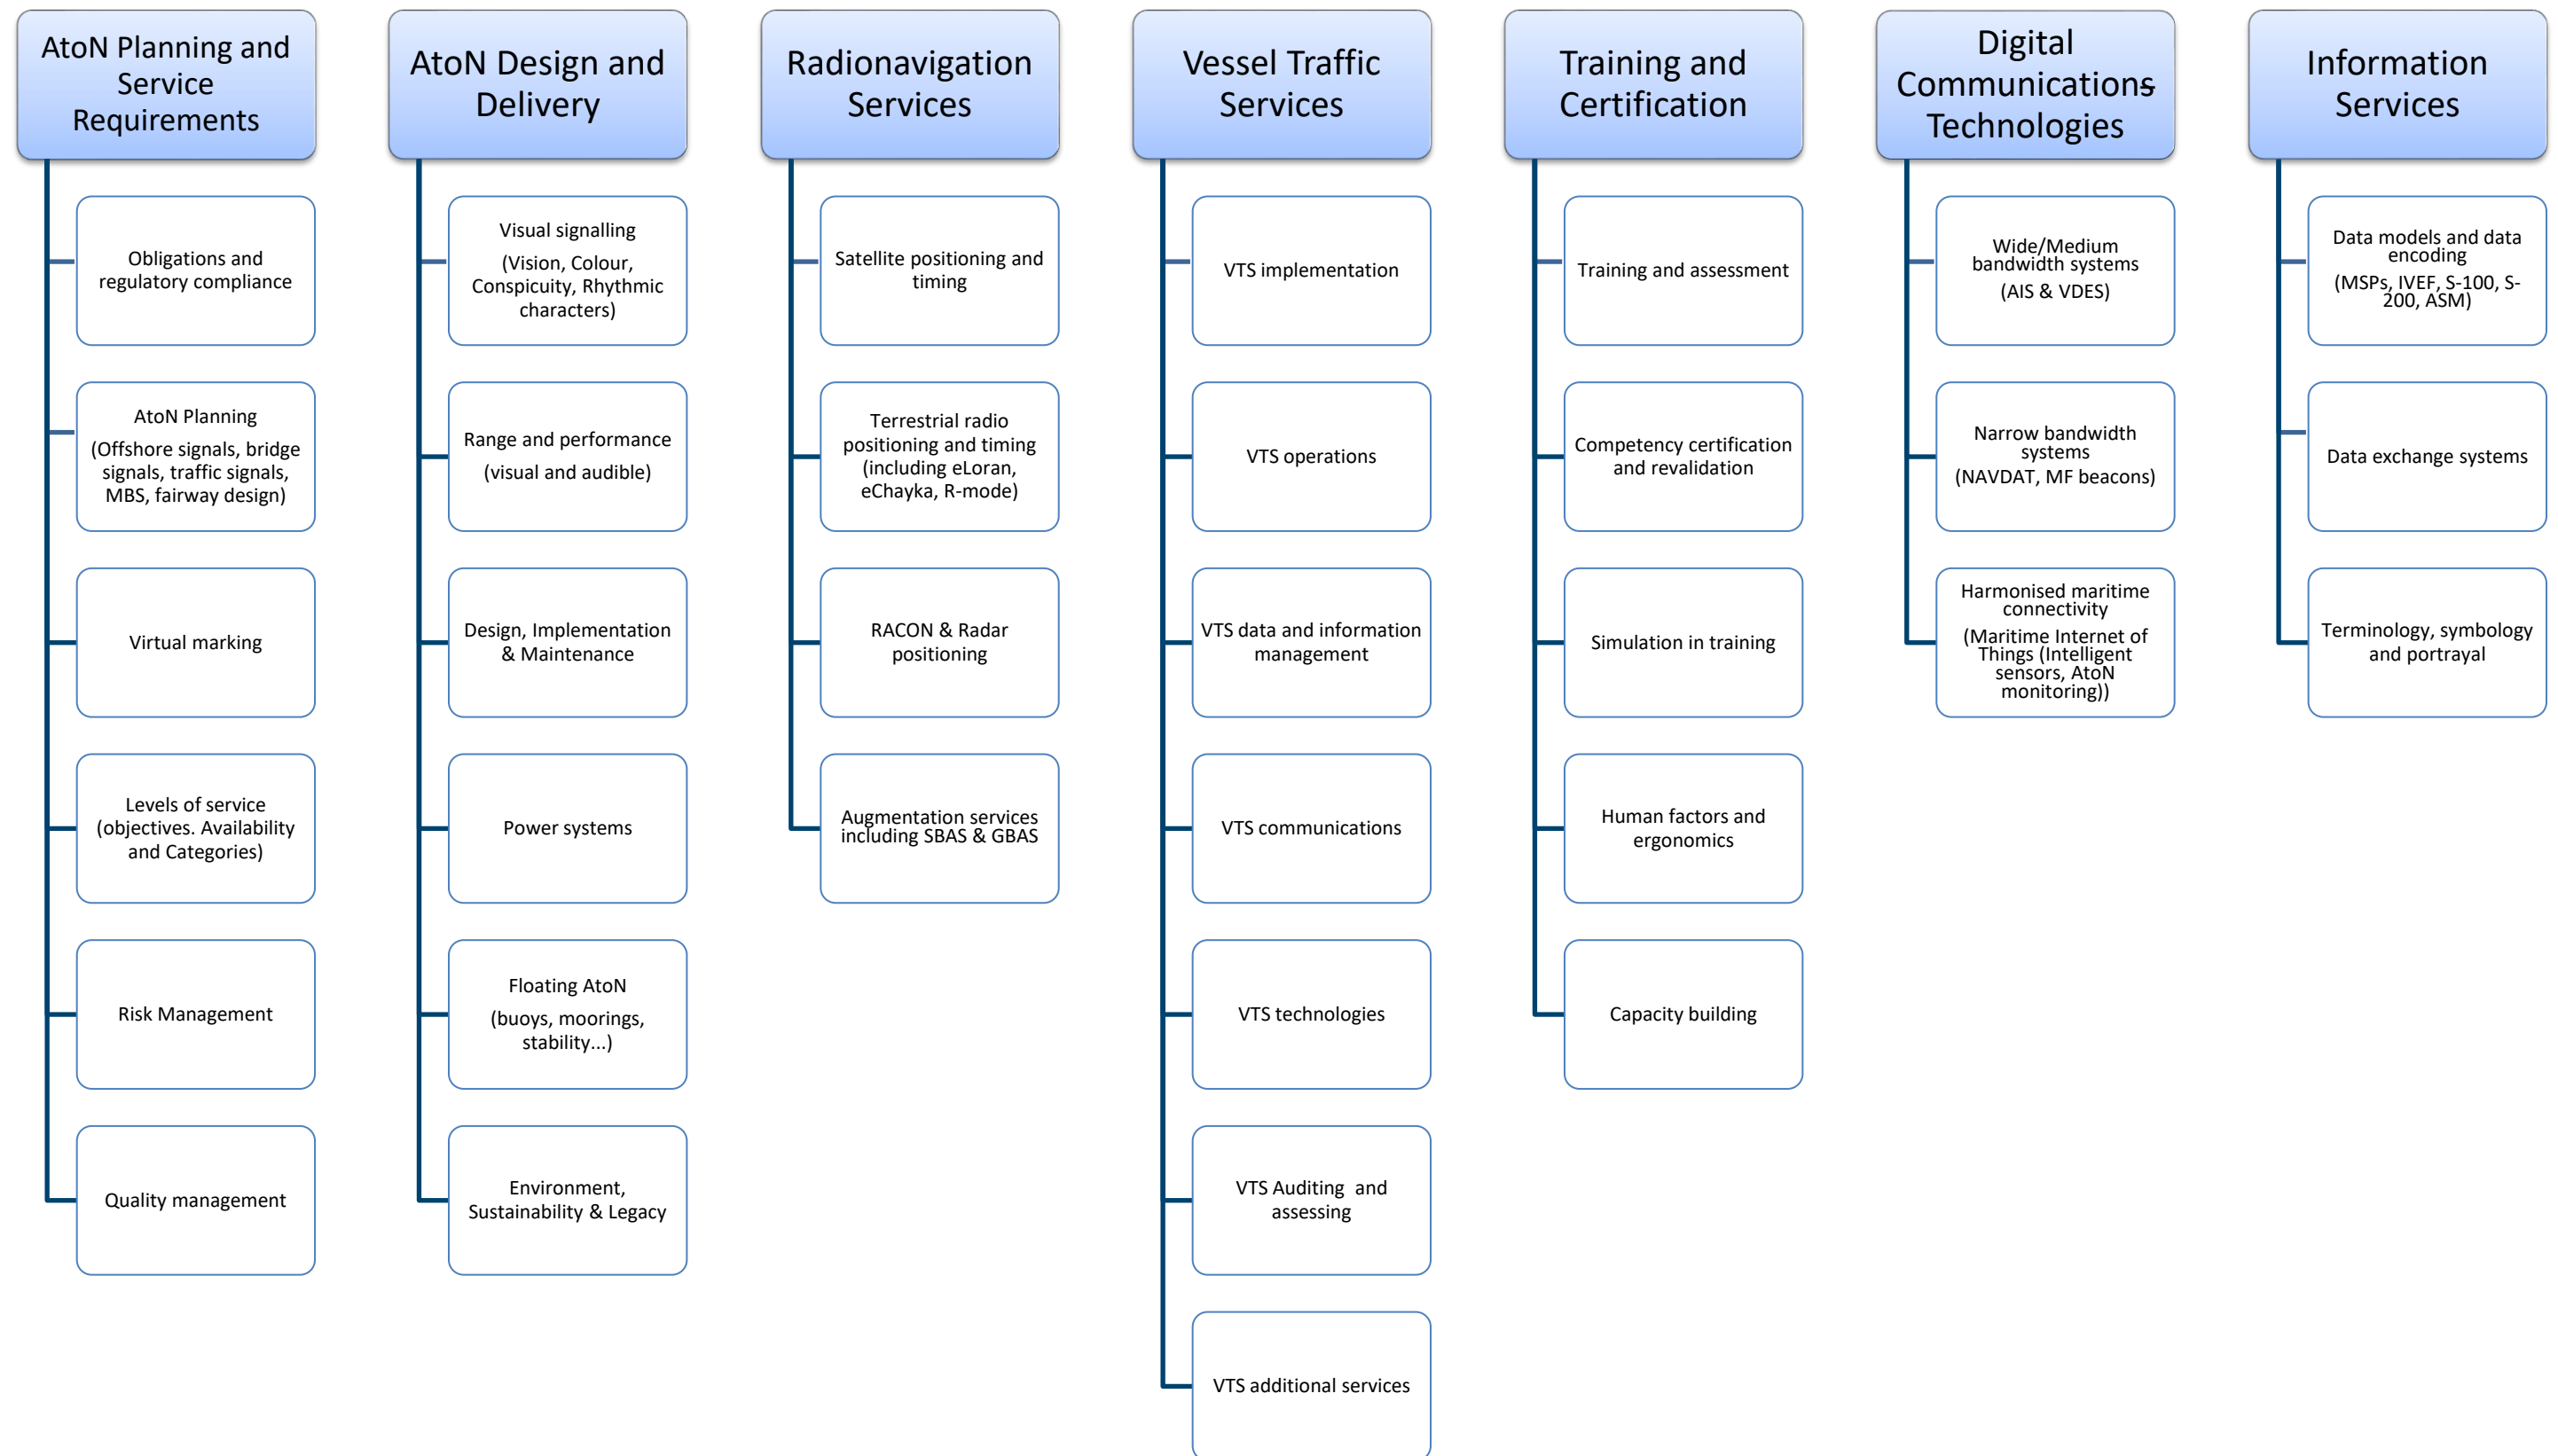 AtoN Planning and
Service
Requirements
Obligations and
regulatory compliance
AtoN Planning
(Offshore signals, bridge
signals, traffic signals,
MBS, fairway design)
Virtual marking
Levels of service
(objectives. Availability
and Categories)
Risk Management
Quality management
AtoN Design and
Delivery
Visual signalling
(Vision, Colour,
Conspicuity, Rhythmic
characters)
Range and performance
(visual and audible)
Design, Implementation
& Maintenance
Power systems
Floating AtoN
(buoys, moorings,
stability...)
Environment,
Sustainability & Legacy
Radionavigation
Services
Satellite positioning and
timing
Terrestrial radio
positioning and timing
(including eLoran,
eChayka, R-mode)
RACON & Radar
positioning
Augmentation services
including SBAS & GBAS
Vessel Traffic
Services
VTS implementation
VTS operations
VTS data and information
management
VTS communications
VTS technologies
VTS Auditing  and
assessing
VTS additional services
Training and
Certification
Training and assessment
Competency certification
and revalidation
Simulation in training
Human factors and
ergonomics
Capacity building
Digital
Communications
Technologies
Wide/Medium
bandwidth systems
(AIS & VDES)
Narrow bandwidth
systems
(NAVDAT, MF beacons)
Harmonised maritime
connectivity
(Maritime Internet of
Things (Intelligent
sensors, AtoN
monitoring))
Information
Services
Data models and data
encoding
(MSPs, IVEF, S-100, S-
200, ASM)
Data exchange systems
Terminology, symbology
and portrayal